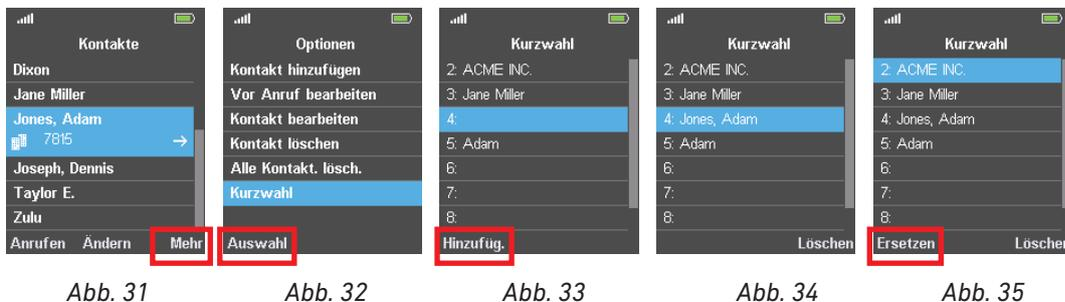 Kontakte
Dixon
Jane Miller
Jones, Adam
7815
Joseph, Dennis
Taylor E.
Zulu
Anrufen Ändern Mehr
Abb. 31
Optionen
Kontakt hinzufügen
Vor Anruf bearbeiten
Kontakt bearbeiten
Kontakt löschen
Alle Kontakt. lösch.
Kurzwahl
Auswahl
Abb. 32
Kurzwahl
2: ACME INC.
3: Jane Miller
4:
5: Adam
6:
7:
8:
Hinzufüg.
Abb. 33
Kurzwahl
2: ACME INC.
3: Jane Miller
4: Jones, Adam
5: Adam
6:
7:
8:
Löschen
Abb. 34
Kurzwahl
2: ACME INC.
3: Jane Miller
4: Jones, Adam
5: Adam
6:
7:
8:
Ersetzen Löschen
Abb. 35